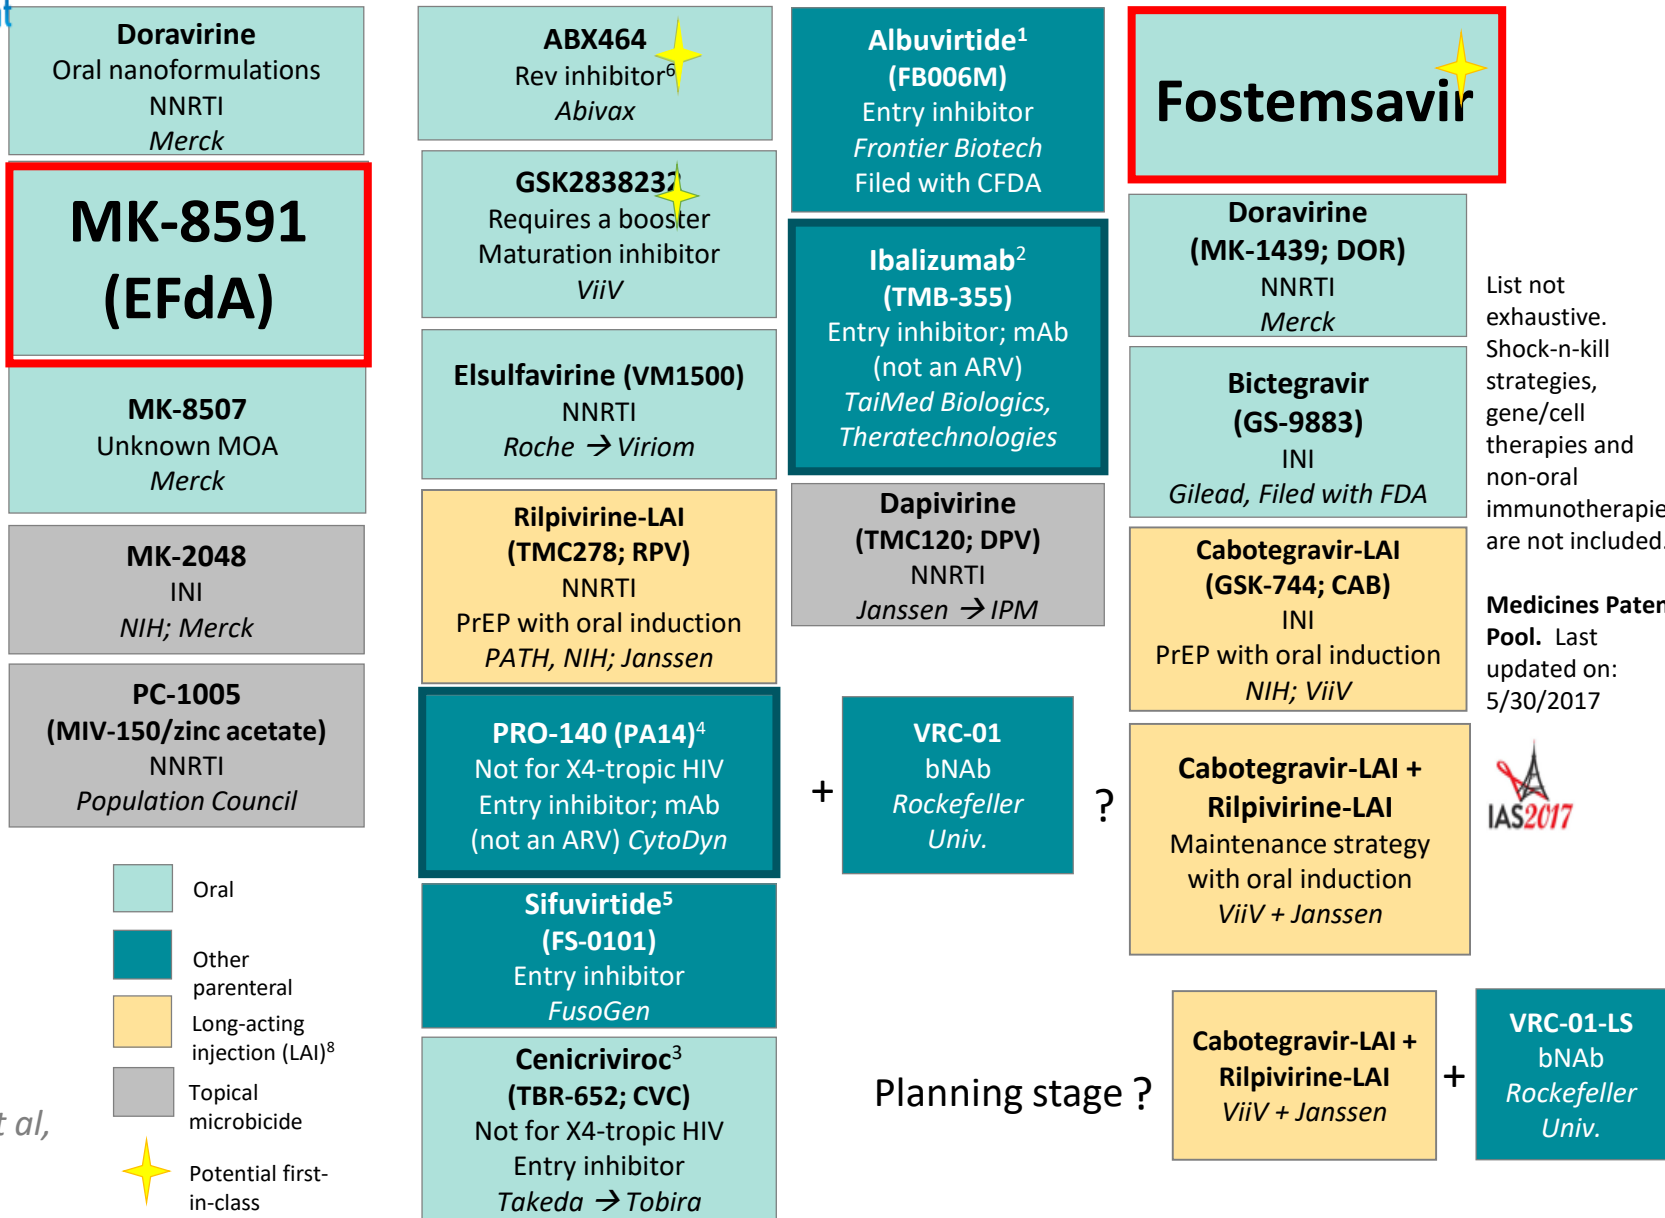 Doravirine
Oral nanoformulations
NNRTI
Merck
MK-8591
(EFdA)
MK-8507
Unknown MOA
Merck
MK-2048
INI
NIH; Merck
PC-1005
(MIV-150/zinc acetate)
NNRTI
Population Council
Oral
Other
parenteral
Long-acting
injection (LAI)8
Topical
microbicide
Potential first-
in-class
t al,
ABX464
Rev inhibitor6
Abivax
GSK2838232
Requires a booster
Maturation inhibitor
ViiV
Elsulfavirine (VM1500)
NNRTI
Roche → Viriom
Rilpivirine-LAI
(TMC278; RPV)
NNRTI
PrEP with oral induction
PATH, NIH; Janssen
PRO-140 (PA14)4
Not for X4-tropic HIV
Entry inhibitor; mAb
(not an ARV) CytoDyn
Sifuvirtide5
(FS-0101)
Entry inhibitor
FusoGen
Cenicriviroc3
(TBR-652; CVC)
Not for X4-tropic HIV
Entry inhibitor
Takeda → Tobira
Albuvirtide1
(FB006M)
Entry inhibitor
Frontier Biotech
Filed with CFDA
Ibalizumab2
(TMB-355)
Entry inhibitor; mAb
(not an ARV)
TaiMed Biologics,
Theratechnologies
Dapivirine
(TMC120; DPV)
NNRTI
Janssen → IPM
+
VRC-01
bNAb
Rockefeller
Univ.
?
Fostemsavir
Doravirine
(MK-1439; DOR)
NNRTI
Merck
Bictegravir
(GS-9883)
INI
Gilead, Filed with FDA
Cabotegravir-LAI
(GSK-744; CAB)
INI
PrEP with oral induction
NIH; ViiV
Cabotegravir-LAI +
Rilpivirine-LAI
Maintenance strategy
with oral induction
ViiV + Janssen
Planning stage ?
Cabotegravir-LAI +
Rilpivirine-LAI
ViiV + Janssen
+
VRC-01-LS
bNAb
Rockefeller
Univ.
List not
exhaustive.
Shock-n-kill
strategies,
gene/cell
therapies and
non-oral
immunotherapie
are not included.
Medicines Paten
Pool. Last
updated on:
5/30/2017
IAS2017